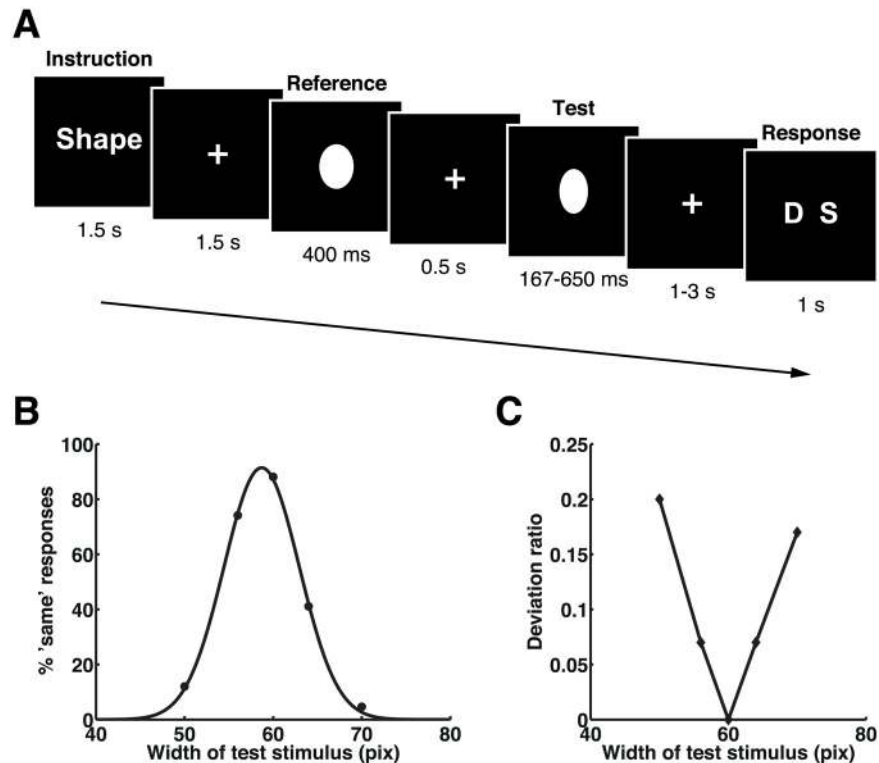 A
Instruction
Reference
Test
Response
Shape
+
+
+
D S
1.5 s
1.5 s
400 ms
0.5 s
167-650 ms
1-3 s
1 s
B
100
80
60
40
20
0
40 50 60 70 80
% 'same' responses
Width of test stimulus (pix)
C
0.25
0.2
0.15
0.1
0.05
0
40 60 80
Deviation ratio
Width of test stimulus (pix)